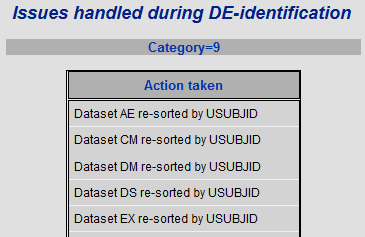 Issues handled during DE-identification
Category=9
Action taken
Dataset AE re-sorted by USUBJID
Dataset CM re-sorted by USUBJID
Dataset DM re-sorted by USUBJID
Dataset DS re-sorted by USUBJID
Dataset EX re-sorted by USUBJID